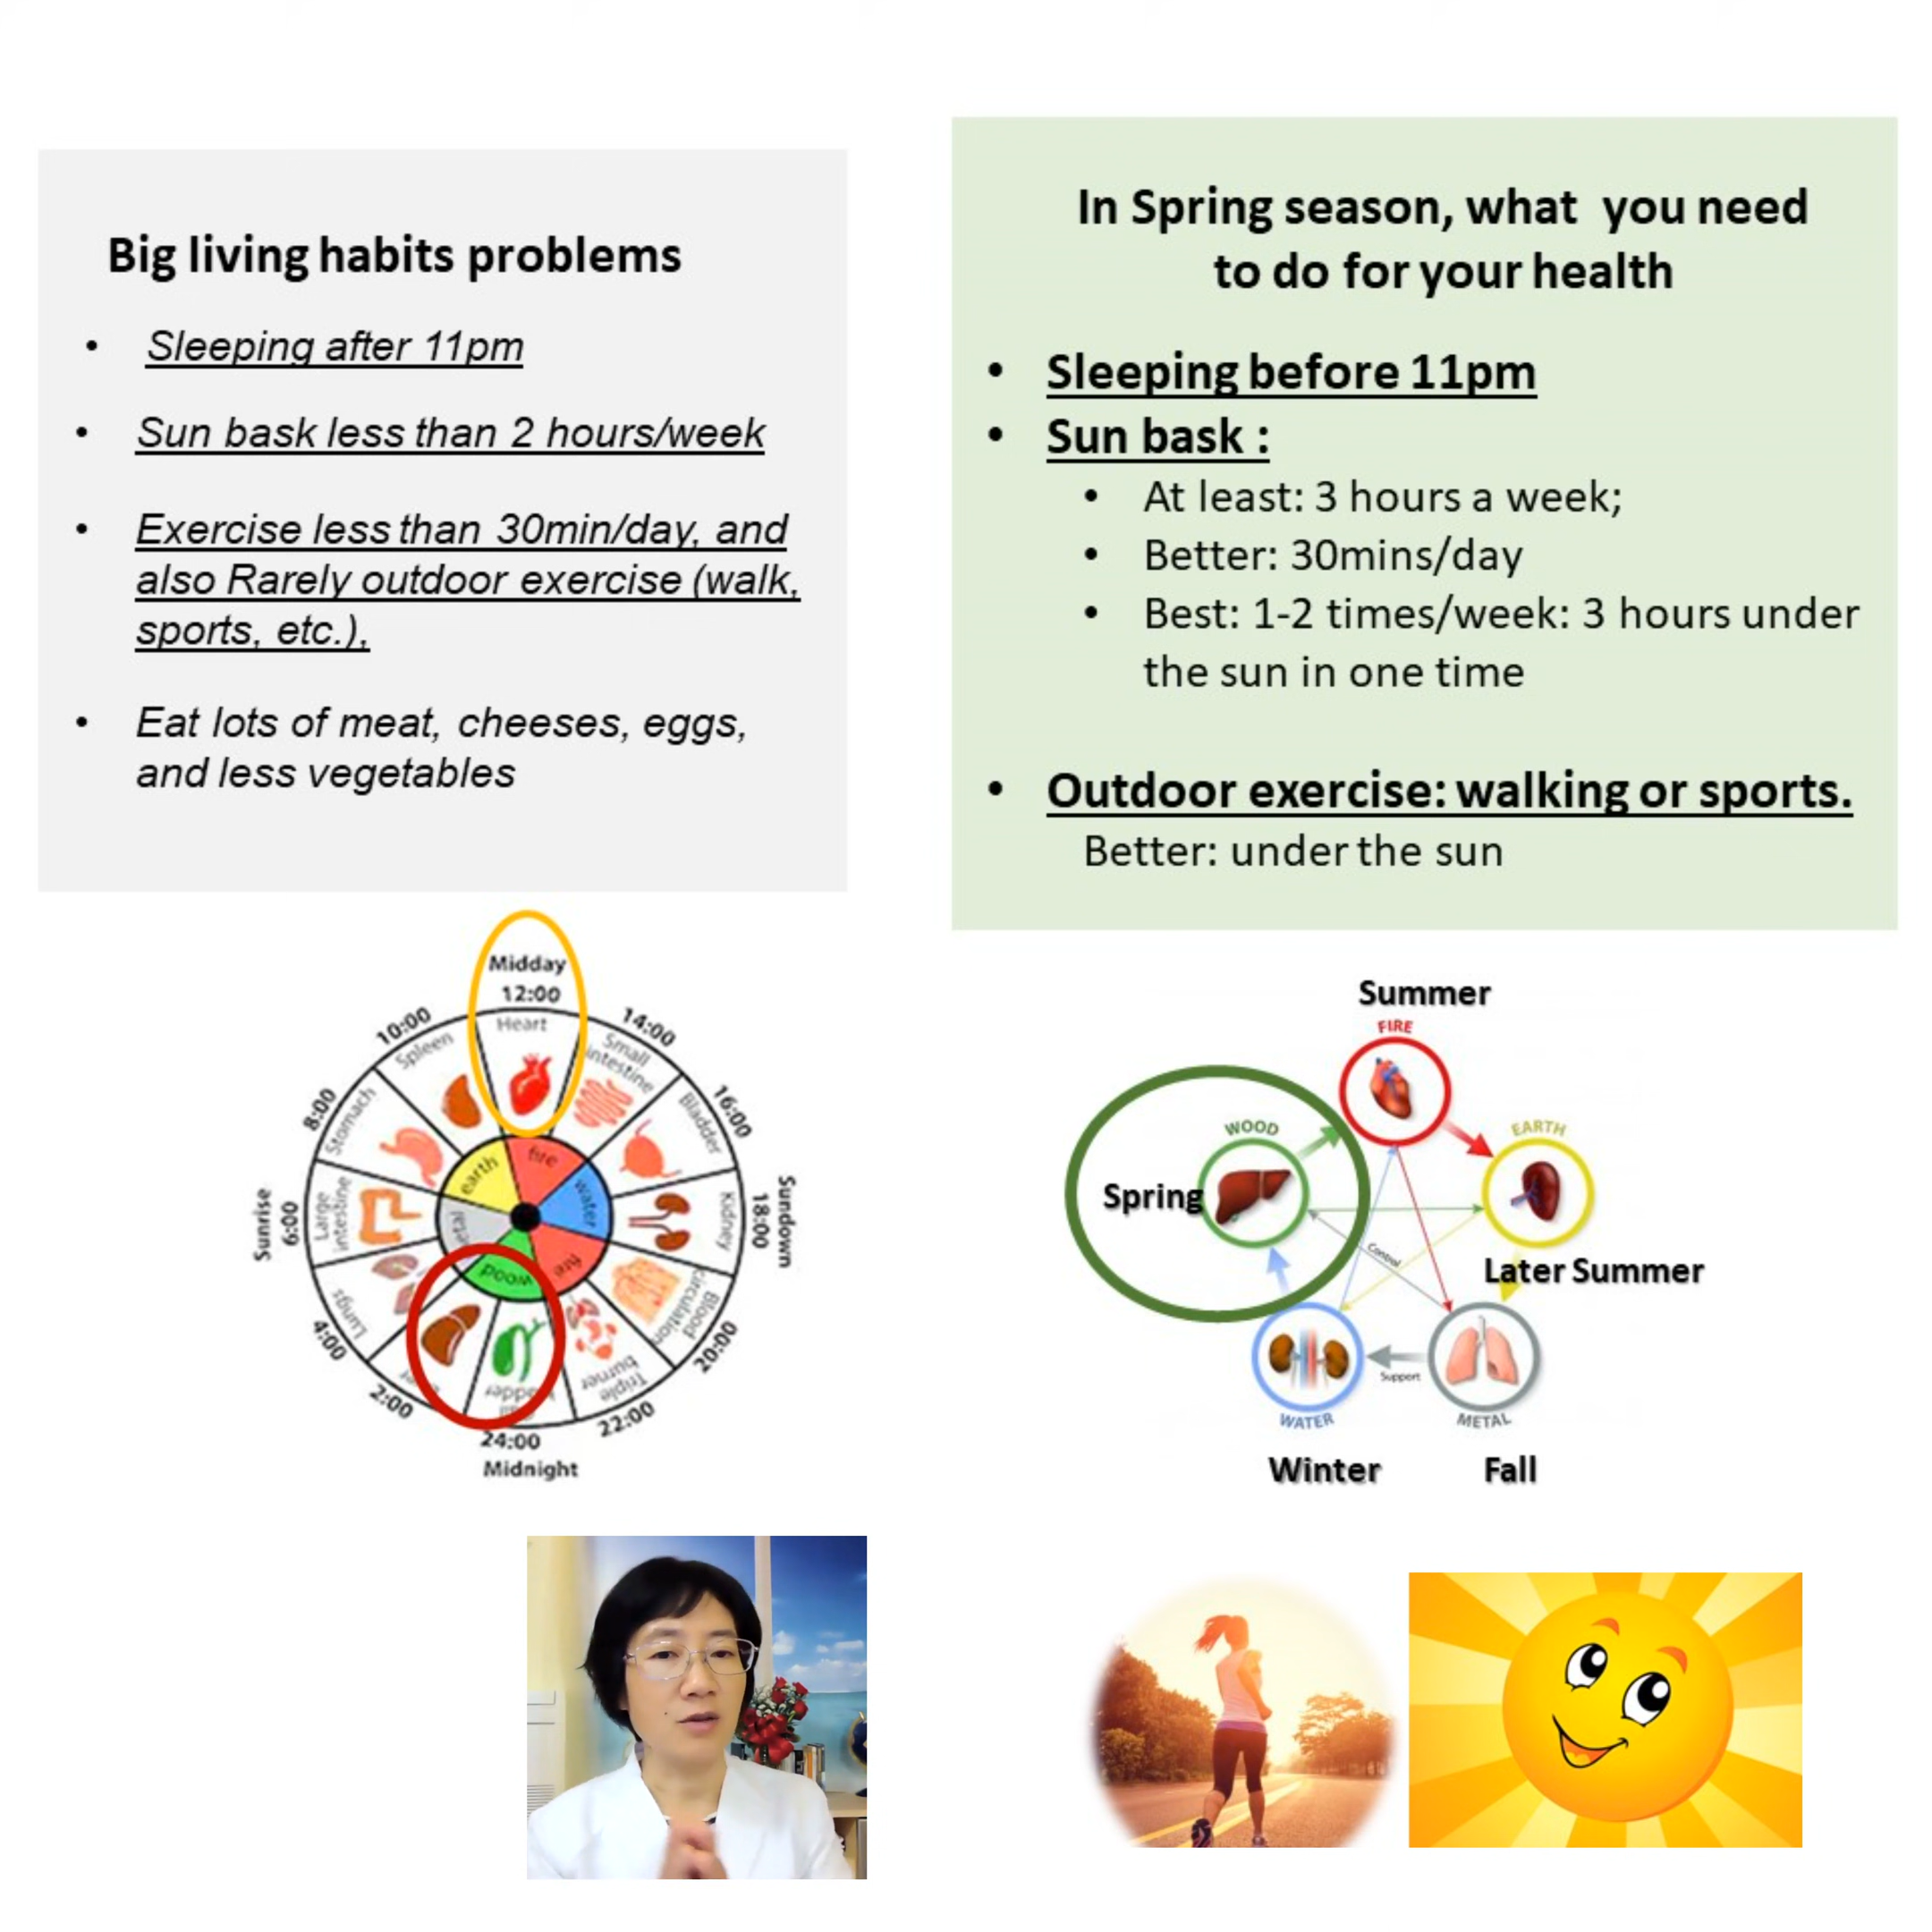 Big living habits problems
• Sleeping after 11pm
• Sun bask less than 2 hours/week
• Exercise less than 30min/day, and
also Rarely outdoor exercise (walk,
sports, etc.),
• Eat lots of meat, cheeses, eggs,
and less vegetables
In Spring season, what you need
to do for your health
• Sleeping before 11pm
• Sun bask :
• At least: 3 hours a week;
• Better: 30mins/day
• Best: 1-2 times/week: 3 hours under
the sun in one time
• Outdoor exercise: walking or sports.
Better: under the sun
Midday
12:00
Heart
14:00
Small
intestine
16:00
Bladder
Sundown
18:00
Kidney
Blood
circulation
20:00
Triple
burner
22:00
24:00
Midnight
2:00
4:00
Lungs
Sunrise
6:00
Large
intestine
8:00
Stomach
10:00
Spleen
earth
fire
water
fire
wood
Summer
FIRE
WOOD
Spring
EARTH
Later Summer
Control
Support
WATER
METAL
Winter
Fall